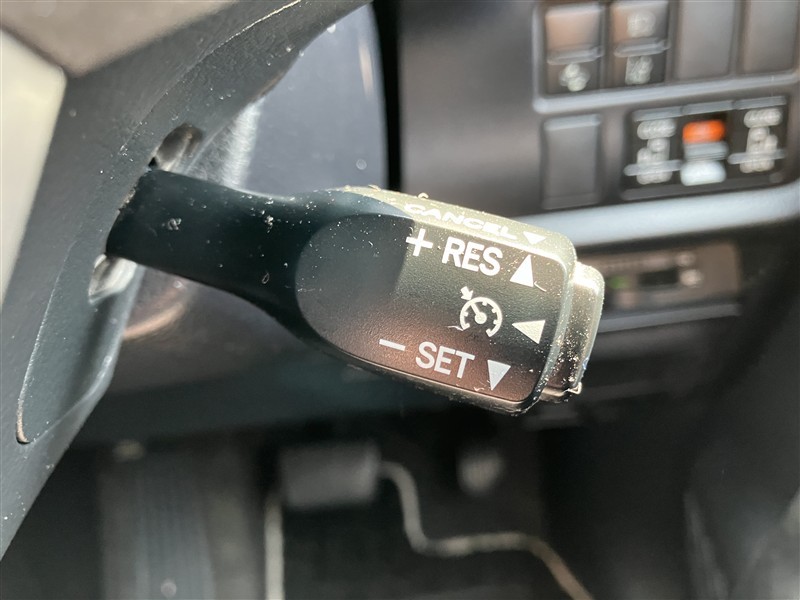 CANCEL
+ RES
- SET